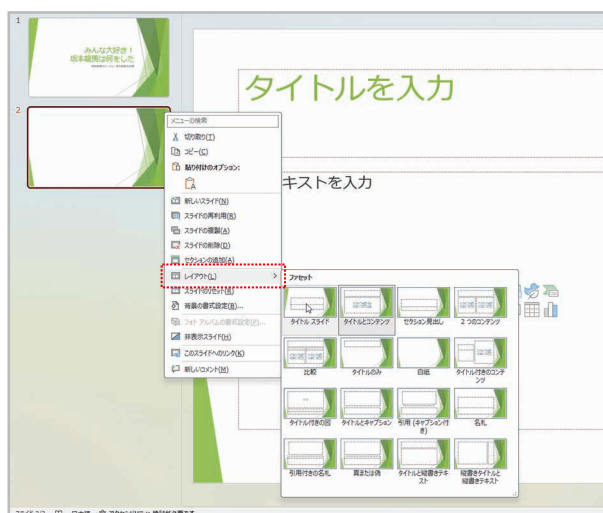 1
みんな大好き！
坂本龍馬は何をした
2
タイトルを入力
キストを入力
メニューの検索
切り取り(T)
コピー(C)
貼り付けのオプション:
新しいスライド(N)
スライドの再利用(R)
スライドの複製(A)
スライドの削除(D)
セクションの追加(A)
レイアウト(L)
スライドのリセット(R)
背景の書式設定(B)...
フォト アルバムの書式設定(P)...
非表示スライド(H)
このスライドへのリンク(K)
新しいコメント(M)
ファセット
タイトル スライド
タイトルとコンテンツ
セクション見出し
2 つのコンテンツ
比較
タイトルのみ
白紙
タイトル付きのコンテ
ンツ
タイトル付きの図
タイトルとキャプション
引用 (キャプション付
き)
名札
引用付きの名札
真または偽
タイトルと縦書きテキ
スト
縦書きタイトルと
縦書きテキスト